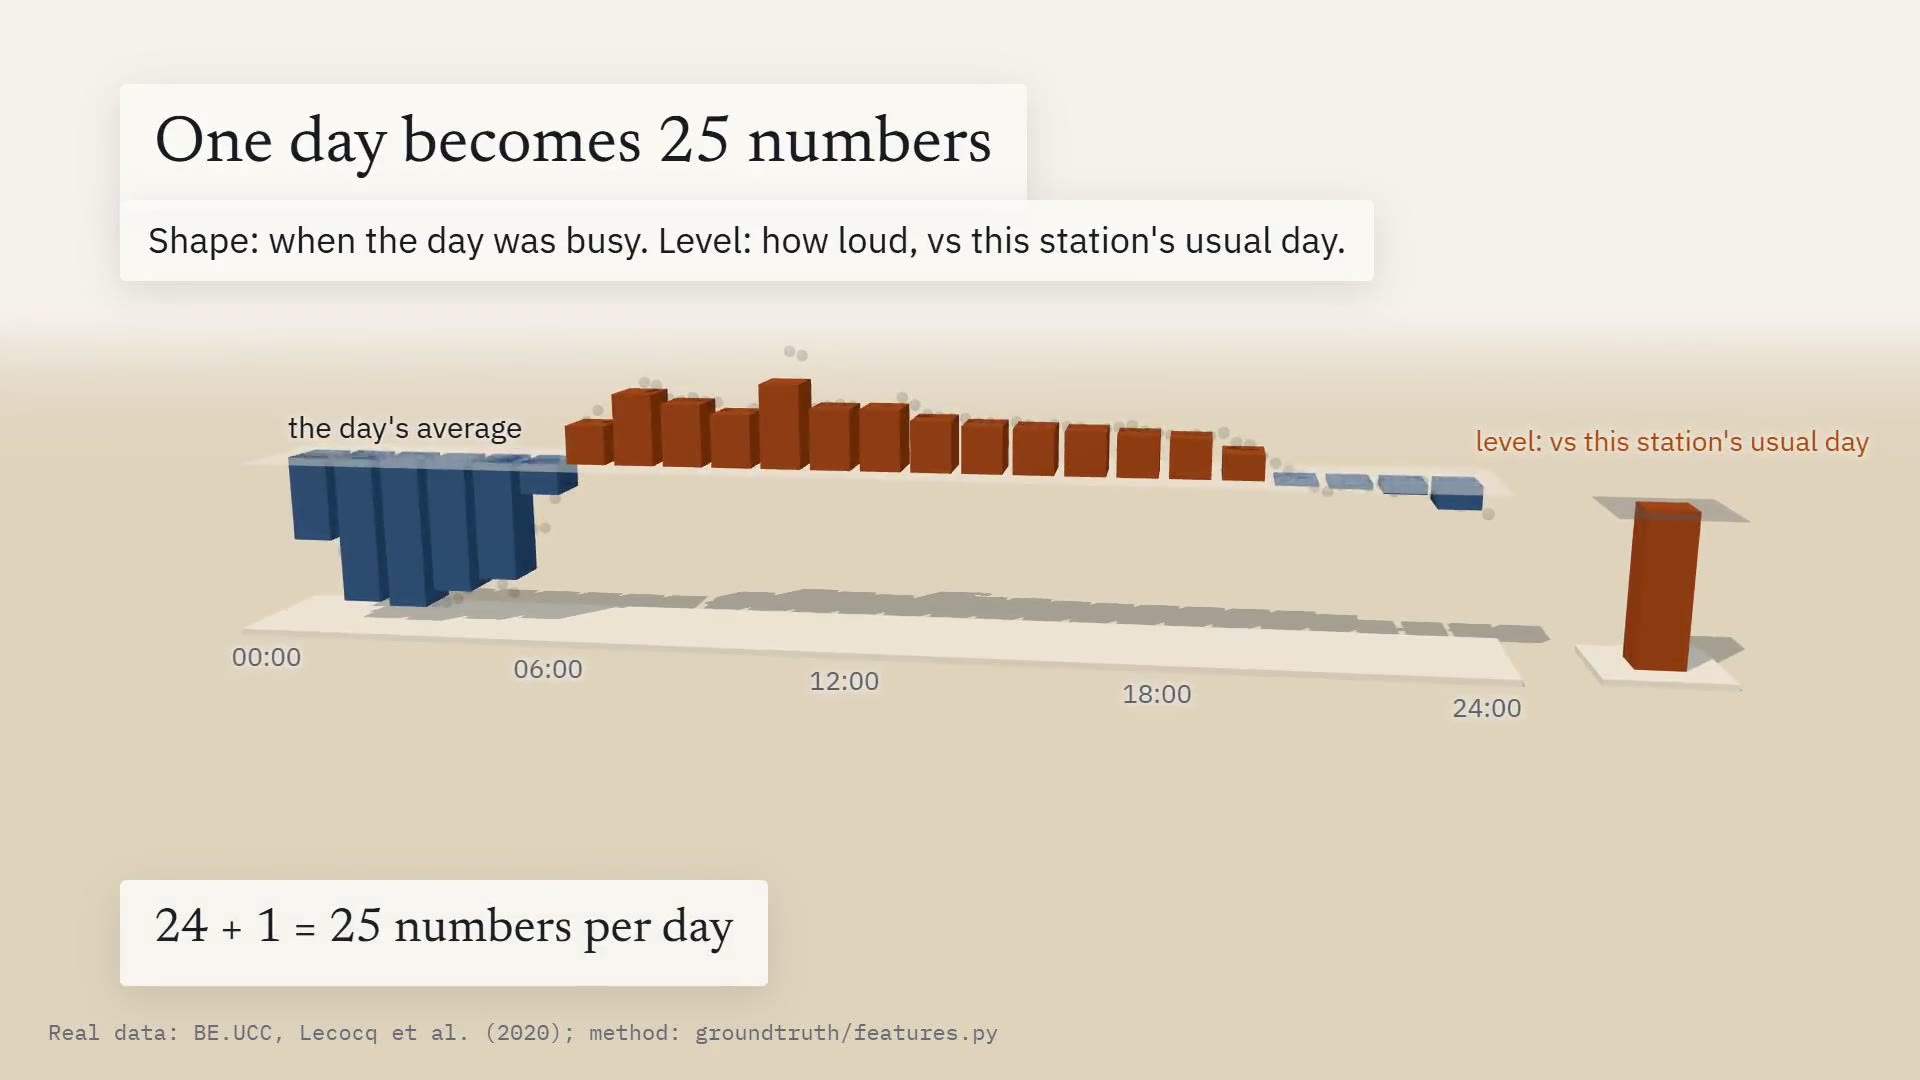 One day becomes 25 numbers
Shape: when the day was busy. Level: how loud, vs this station's usual day.
the day's average
level: vs this station's usual day
00:00
06:00
12:00
18:00
24:00
24 + 1 = 25 numbers per day
Real data: BE.UCC, Lecocq et al. (2020); method: groundtruth/features.py